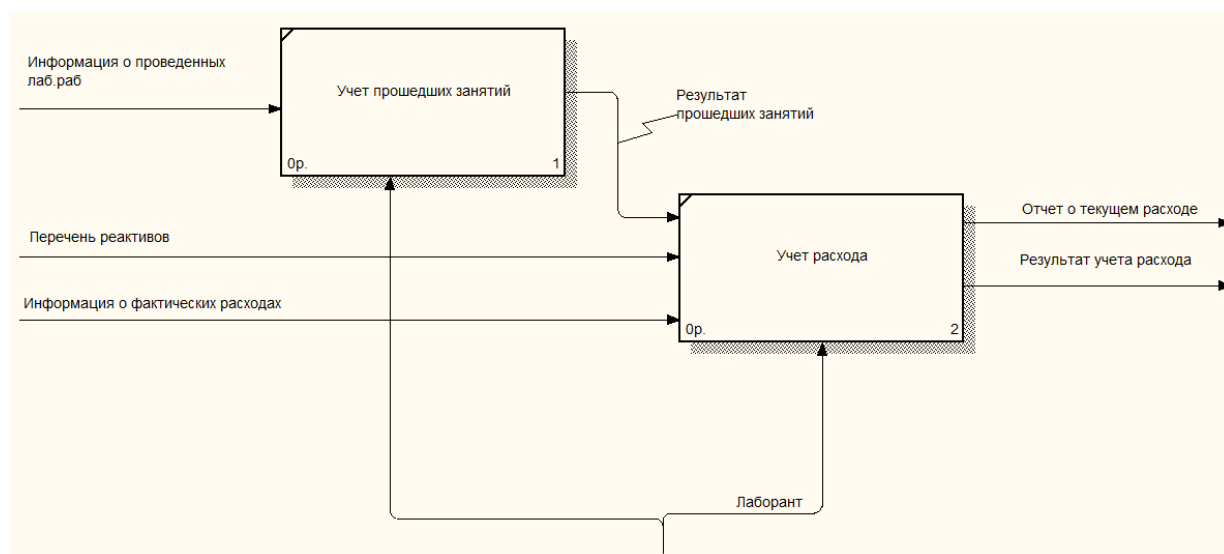 Информация о проведенных
лаб.раб
Учет прошедших занятий
0р.
1
Результат
прошедших занятий
Перечень реактивов
Учет расхода
Отчет о текущем расходе
Результат учета расхода
Информация о фактических расходах
0р.
2
Лаборант